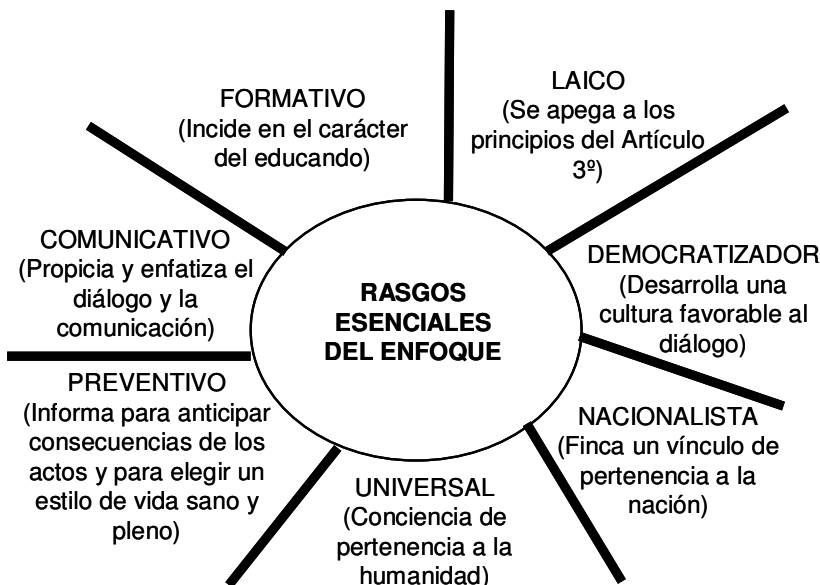 FORMATIVO
(Incide en el carácter
del educando)
LAICO
(Se apega a los
principios del Artículo
3º)
COMUNICATIVO
(Propicia y enfatiza el
diálogo y la
comunicación)
RASGOS
ESENCIALES
DEL ENFOQUE
DEMOCRATIZADOR
(Desarrolla una
cultura favorable al
diálogo)
PREVENTIVO
(Informa para anticipar
consecuencias de los
actos y para elegir un
estilo de vida sano y
pleno)
UNIVERSAL
(Conciencia de
pertenencia a la
humanidad)
NACIONALISTA
(Finca un vínculo de
pertenencia a la
nación)